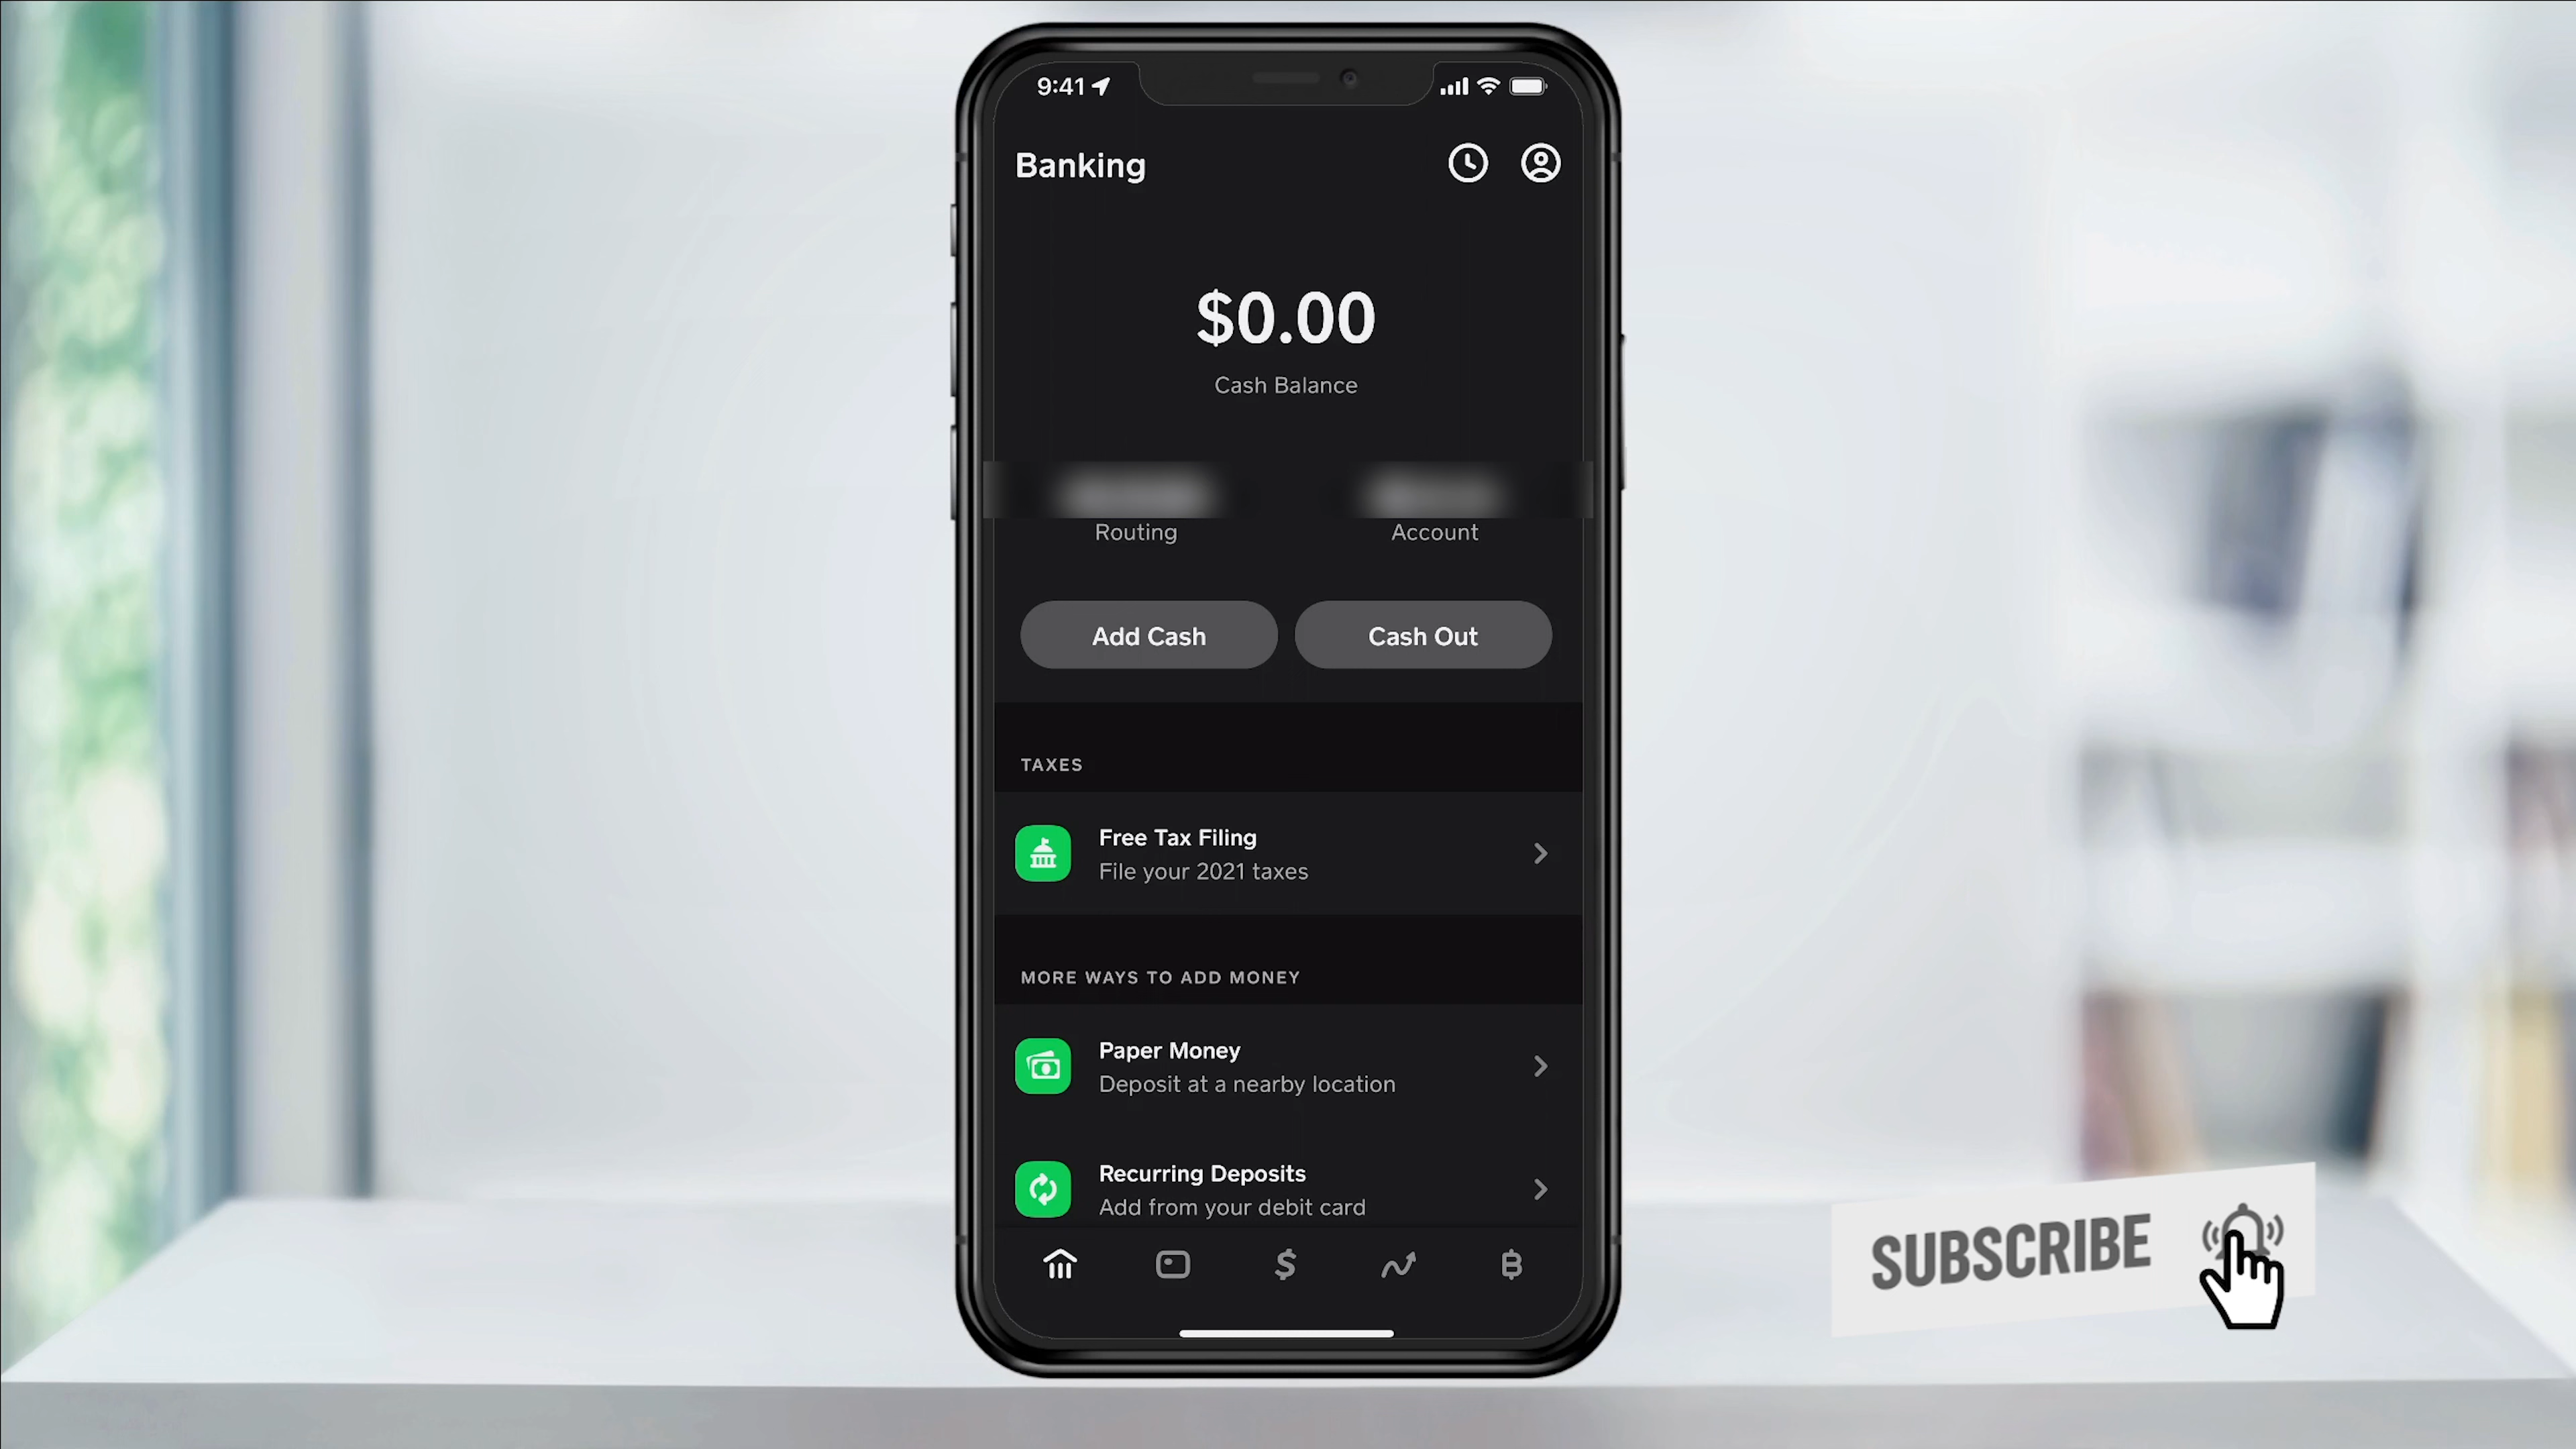 9:41
Banking
$0.00
Cash Balance
Routing
Account
Add Cash
Cash Out
TAXES
Free Tax Filing
File your 2021 taxes
MORE WAYS TO ADD MONEY
Paper Money
Deposit at a nearby location
Recurring Deposits
Add from your debit card
SUBSCRIBE